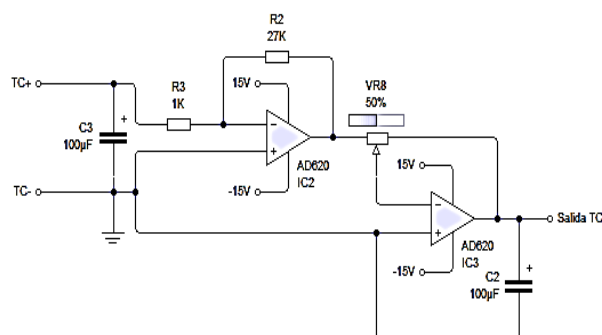 R2
27K
TC+
R3
1K
15V
VR8
50%
C3
100µF
+
−
+
AD620
IC2
-15V
15V
TC-
−
+
Salida TC
AD620
IC3
-15V
C2
100µF
+